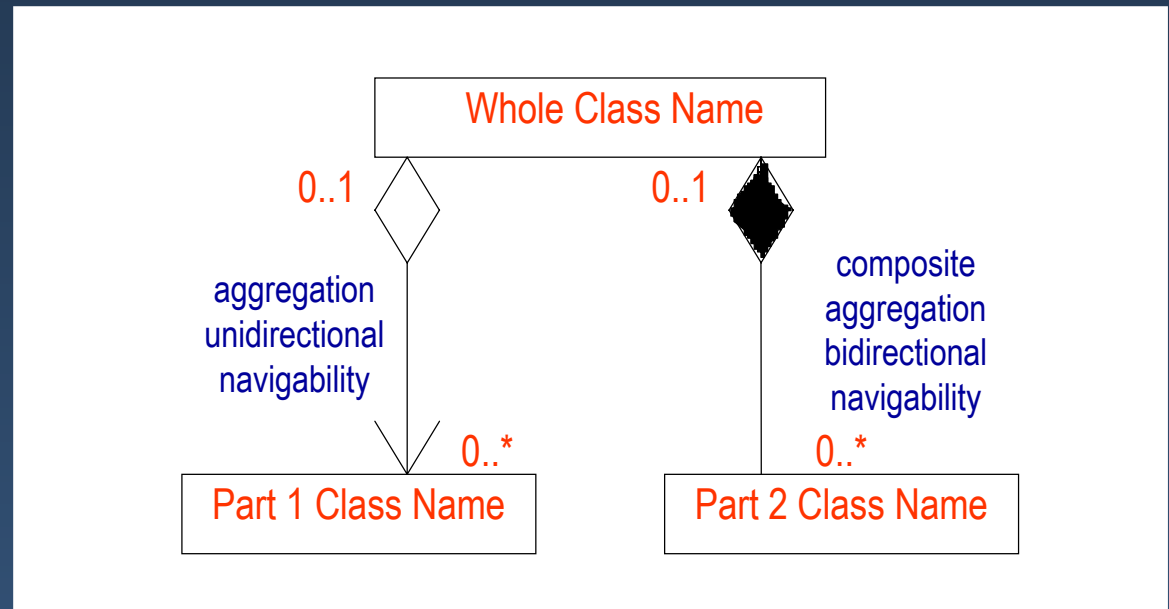 Whole Class Name
0..1
0..1
aggregation
unidirectional
navigability
composite
aggregation
bidirectional
navigability
0..*
0..*
Part 1 Class Name
Part 2 Class Name